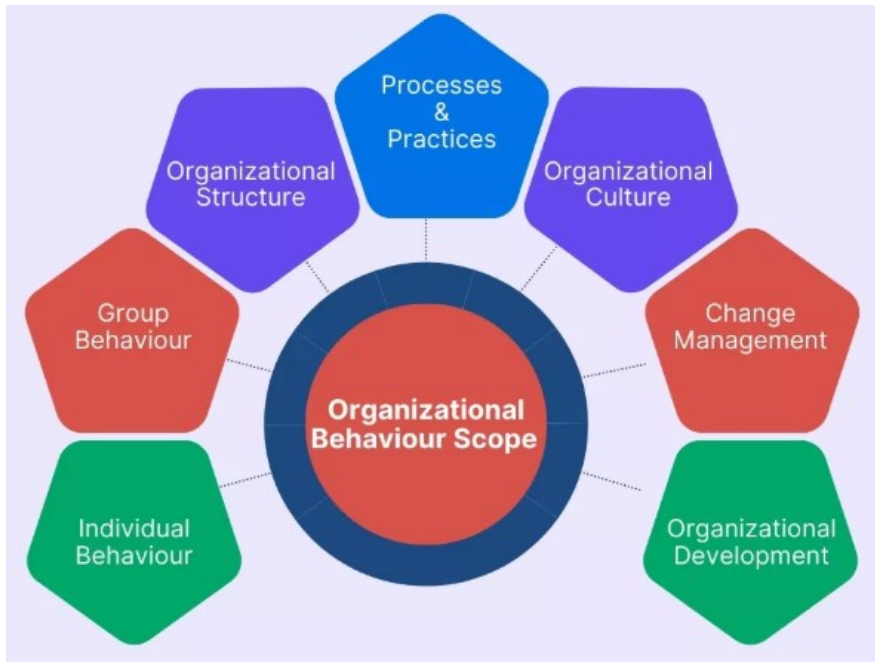 Processes
&
Practices
Organizational
Structure
Organizational
Culture
Group
Behaviour
Change
Management
Organizational
Behaviour Scope
Individual
Behaviour
Organizational
Development